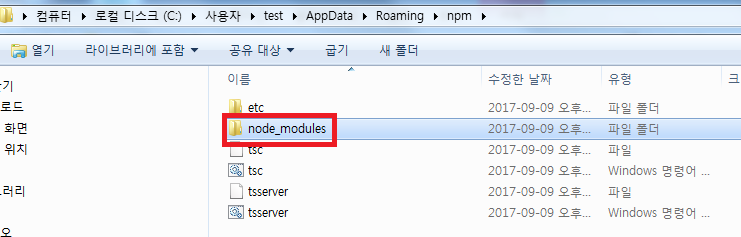 컴퓨터 ▸ 로컬 디스크 (C:) ▸ 사용자 ▸ test ▸ AppData ▸ Roaming ▸ npm ▸
열기 라이브러리에 포함 ▾ 공유 대상 ▾ 굽기 새 폴더
이름 수정한 날짜 유형
etc 2017-09-09 오후... 파일 폴더
로드
node_modules 2017-09-09 오후... 파일 폴더
화면
tsc 2017-09-09 오후... 파일
위치
tsc 2017-09-09 오후... Windows 명령어 ...
tsserver 2017-09-09 오후... 파일
러리
tsserver 2017-09-09 오후... Windows 명령어 ...